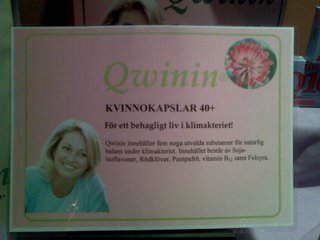 Qwinin
Qwinin
KVINNOKAPSLAR 40+
För ett behagligt liv i klimakteriet!
Qwinin innehåller fem noga utvalda substanser för naturlig
balans under klimakteriet. Innehållet består av Soja-
isoflavoner, Rödklöver, Pumpafrö, vitamin B₁₂ samt Folsyra.